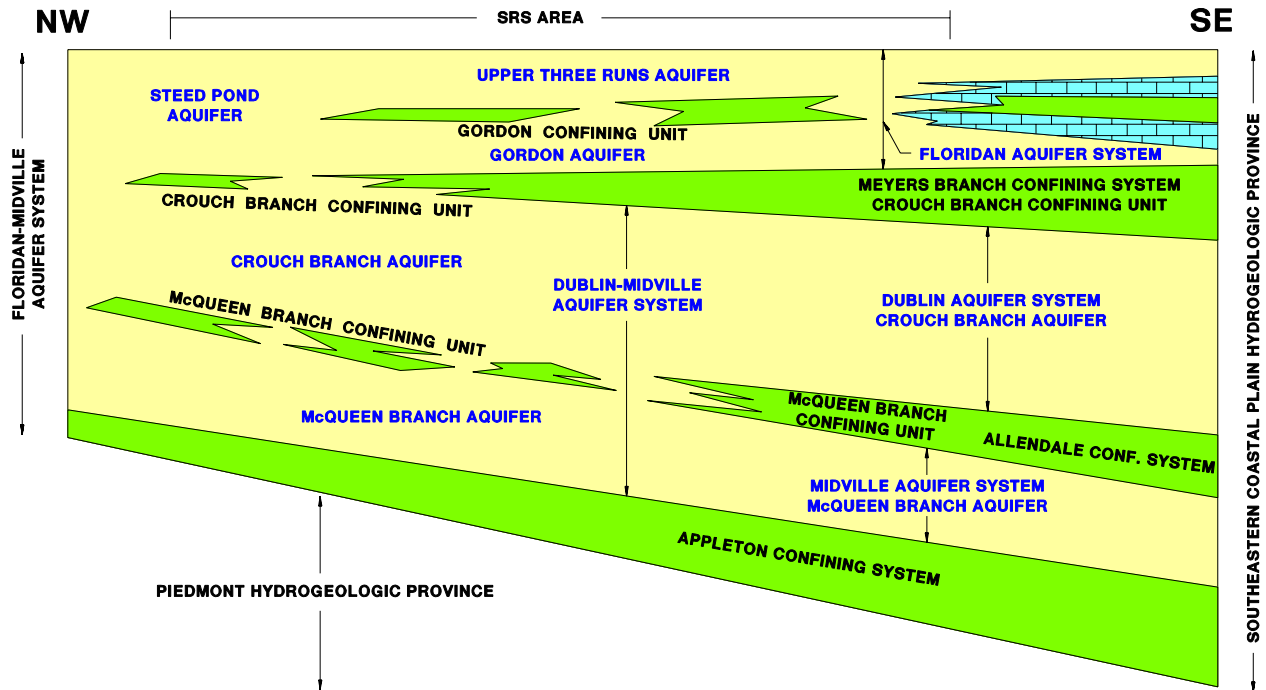 NW
SRS AREA
SE
UPPER THREE RUNS AQUIFER
STEED POND
AQUIFER
GORDON CONFINING UNIT
GORDON AQUIFER
FLORIDAN AQUIFER SYSTEM
MEYERS BRANCH CONFINING SYSTEM
CROUCH BRANCH CONFINING UNIT
CROUCH BRANCH CONFINING UNIT
FLORIDAN-MIDVILLE
AQUIFER SYSTEM
CROUCH BRANCH AQUIFER
DUBLIN-MIDVILLE
AQUIFER SYSTEM
DUBLIN AQUIFER SYSTEM
CROUCH BRANCH AQUIFER
McQUEEN BRANCH CONFINING UNIT
McQUEEN BRANCH AQUIFER
McQUEEN BRANCH
CONFINING UNIT
ALLENDALE CONF. SYSTEM
MIDVILLE AQUIFER SYSTEM
McQUEEN BRANCH AQUIFER
APPLETON CONFINING SYSTEM
PIEDMONT HYDROGEOLOGIC PROVINCE
SOUTHEASTERN COASTAL PLAIN HYDROGEOLOGIC PROVINCE